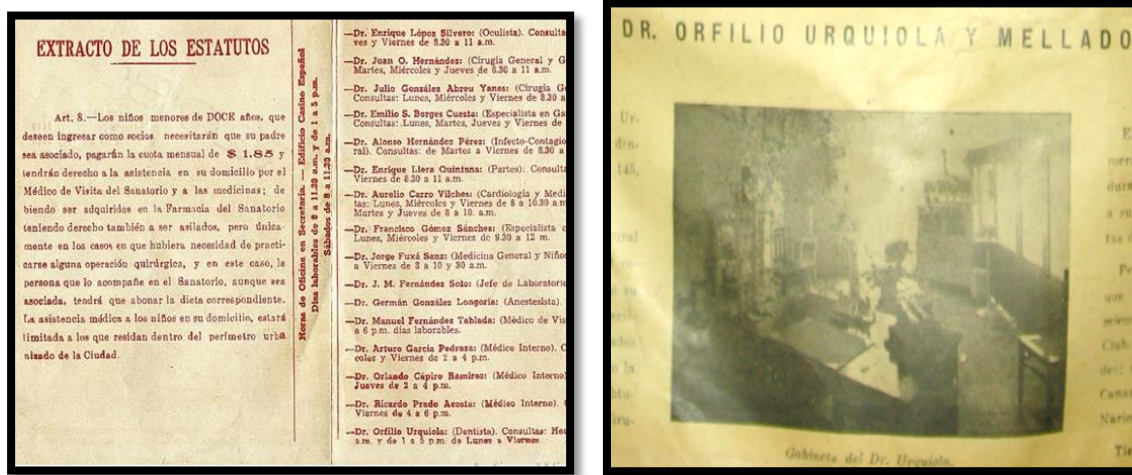 EXTRACTO DE LOS ESTATUTOS
Art. 8.—Los niños menores de DOCE años, que
deseen ingresar como socios necesitarán que su padre
sea asociado, pagarán la cuota mensual de $ 1.85 y
tendrán derecho a la asistencia en su domicilio por el
Médico de Visita del Sanatorio y a las medicinas; de
biendo ser adquiridas en la Farmacia del Sanatorio
teniendo derecho también a ser asilados, pero única-
mente en los casos en que hubiera necesidad de practi-
carse alguna operación quirúrgica, y en este caso, la
persona que lo acompañe en el Sanatorio, aunque sea
asociada, tendrá que abonar la dieta correspondiente.
La asistencia médica a los niños en su domicilio, estará
limitada a los que residan dentro del perímetro urba
nizado de la Ciudad.
Horas de Oficina en Secretaría. — Edificio Casino Español
Días laborables de 8 a 11.30 a.m. y de 1 a 5 p.m.
Sábados de 8 a 11.30 a.m.
—Dr. Enrique López Silvero: (Oculista). Consulta
ves y Viernes de 8.30 a 11 a.m.
—Dr. Juan O. Hernández: (Cirugía General y G
Martes, Miércoles y Jueves de 8.30 a 11 a.m.
—Dr. Julio González Abreu Yanes: (Cirugía Ge
Consultas: Lunes, Miércoles y Viernes de 8.30 a
—Dr. Emilio S. Borges Cuesta: (Especialista en Ga
Consultas: Lunes, Martes, Jueves y Viernes de
—Dr. Alonso Hernández Pérez: (Infecto-Contagio
ral). Consultas: de Martes a Viernes de 8.30 a
—Dr. Enrique Llera Quintana: (Partos): Consulta
Viernes de 8.30 a 11 a.m.
—Dr. Aurelio Carro Vilches: (Cardiología y Medi
tas: Lunes, Miércoles y Viernes de 8 a 10.30 a.m
Martes y Jueves de 8 a 10. a.m.
—Dr. Francisco Gómez Sánchez: (Especialista e
Lunes, Miércoles y Viernes de 9.30 a 12 m.
—Dr. Jorge Fuxá Sanz: (Medicina General y Niño
a Viernes de 8 a 10 y 30 a.m.
—Dr. J. M. Fernández Soto: (Jefe de Laboratorio
—Dr. Germán González Longoria: (Anestesista).
—Dr. Manuel Fernández Tablada: (Médico de Vis
a 6 p.m. días laborables.
—Dr. Arturo García Pedraza: (Médico Interno). C
coles y Viernes de 2 a 4 p.m.
—Dr. Orlando Cápiro Ramírez: (Médico Interno)
Jueves de 2 a 4 p.m.
—Dr. Ricardo Prado Acosta: (Médico Interno).
Viernes de 4 a 6 p.m.
—Dr. Orfilio Urquiola: (Dentista). Consultas: Ho
a.m. y de 1 a 5 p.m. de Lunes a Viernes
DR. ORFILIO URQUIOLA Y MELLADO
Ur-
145,
mera
dura
a su
tas
que
mien
Club.
Canar
Nacio
Gabinete del Dr. Urquiola.